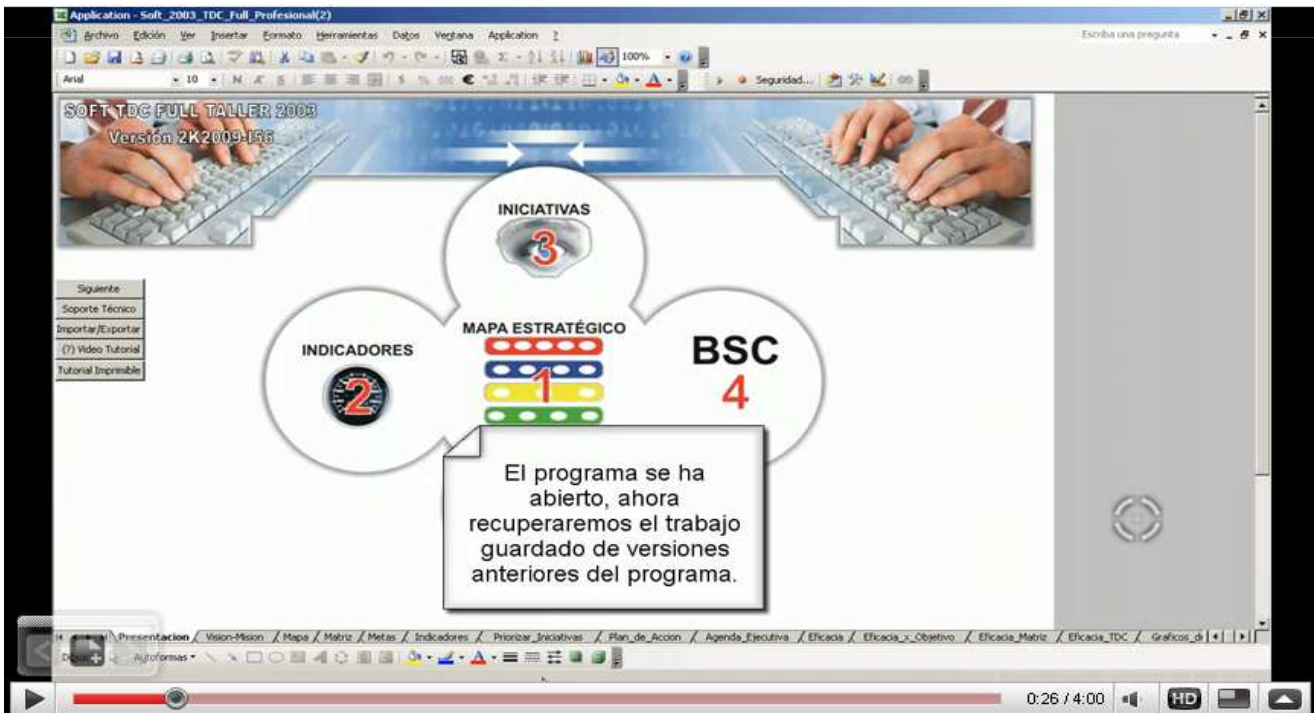 Application - Soft_2003_TDC_Full_Profesional(2)
Archivo Edición Ver Insertar Formato Herramientas Datos Ventana Application ?
Escriba una pregunta
100%
Arial 10 N K S
Seguridad...
SOFT TDC FULL TALLER 2003
Versión 2K2009-I56
Siguiente
Soporte Técnico
Importar/Exportar
(?) Video Tutorial
Tutorial Imprimible
INICIATIVAS
3
MAPA ESTRATÉGICO
1
INDICADORES
2
BSC
4
El programa se ha
abierto, ahora
recuperaremos el trabajo
guardado de versiones
anteriores del programa.
Presentacion / Vision-Mision / Mapa / Matriz / Metas / Indicadores / Priorizar_Iniciativas / Plan_de_Accion / Agenda_Ejecutiva / Eficacia / Eficacia_x_Objetivo / Eficacia_Matriz / Eficacia_TDC / Graficos_d
Autoformas
0:26 / 4:00 HD